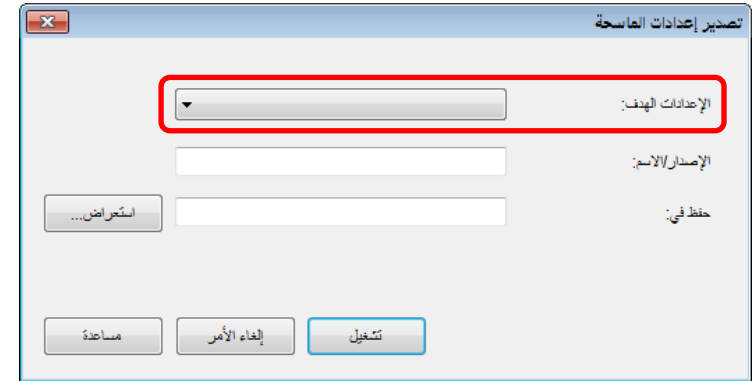 تصدير إعدادات الماسحة
الإعدادات الهدف:
الإصدار/الاسم:
حفظ في:
استعراض...
تشغيل
إلغاء الأمر
مساعدة